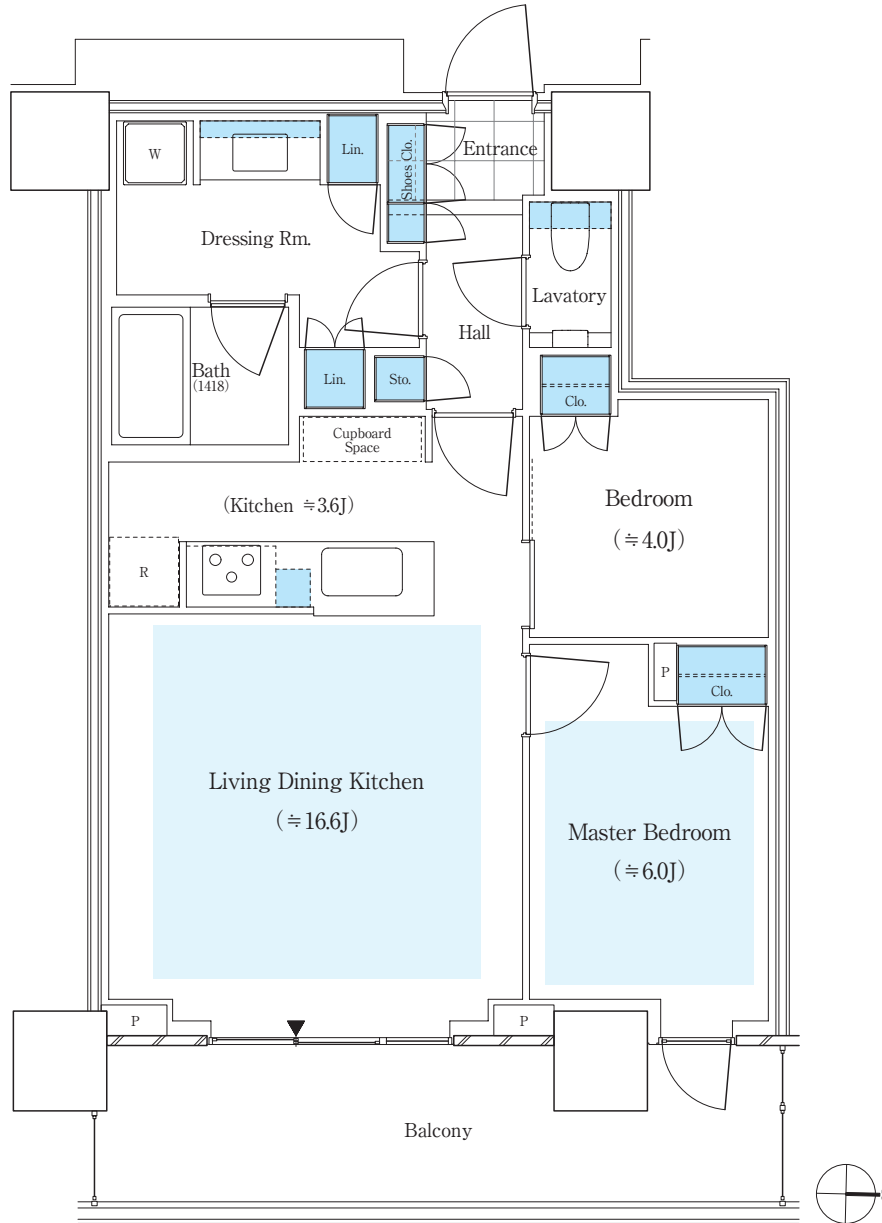 W
Lin.
Shoes Clo.
Entrance
Dressing Rm.
Lavatory
Hall
Bath
(1418)
Lin.
Sto.
Clo.
Cupboard
Space
(Kitchen ≒3.6J)
Bedroom
(≒4.0J)
R
P
Clo.
Living Dining Kitchen
(≒16.6J)
Master Bedroom
(≒6.0J)
P
P
Balcony